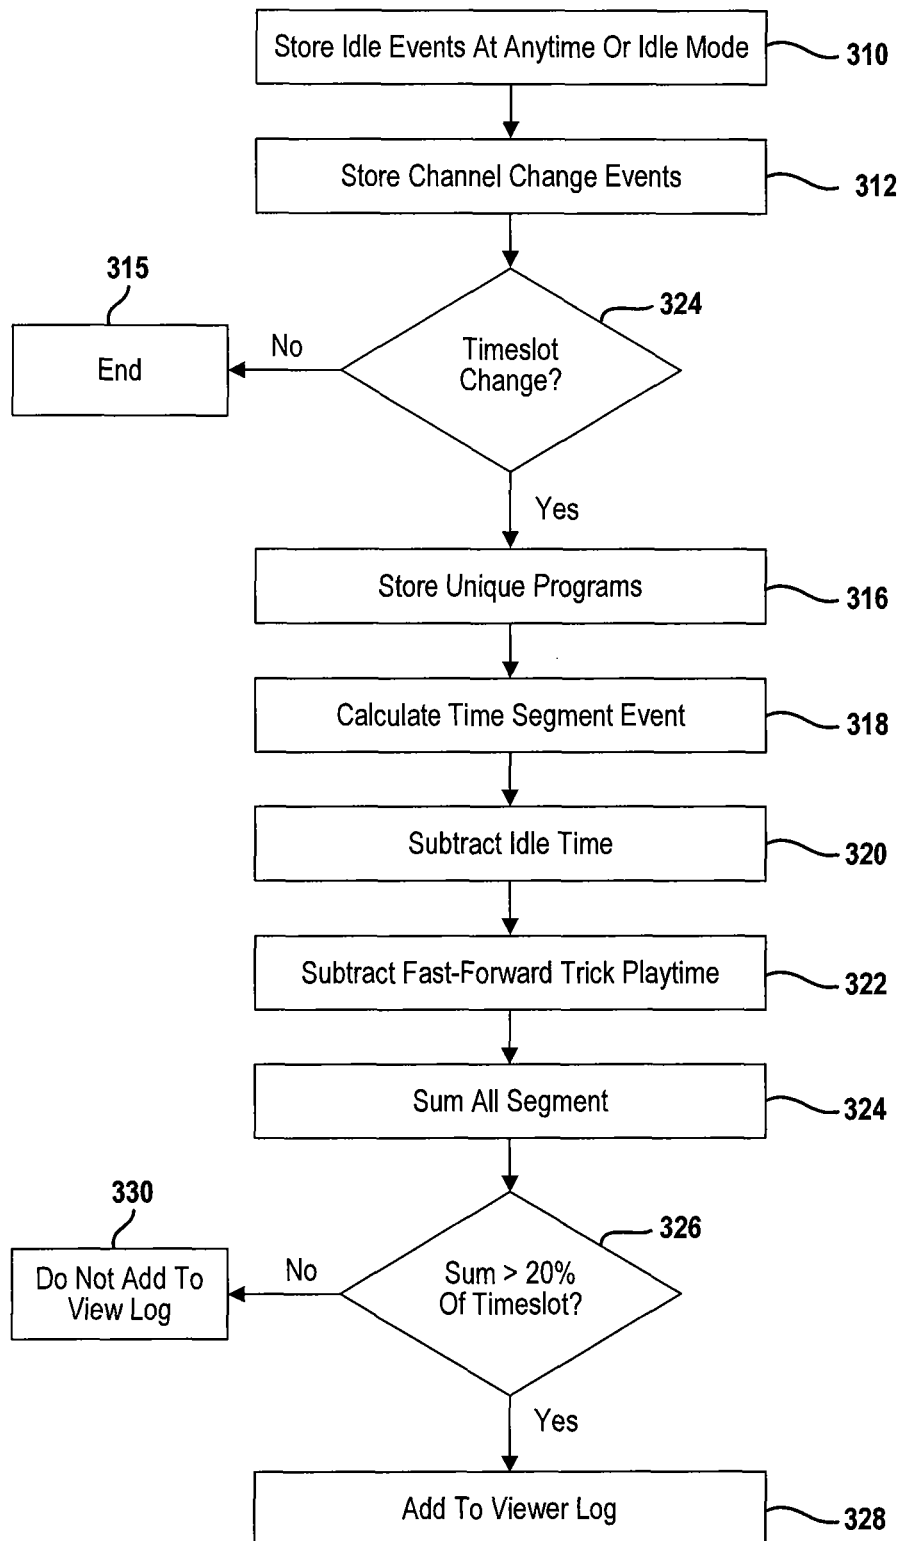 Store Idle Events At Anytime Or Idle Mode
310
Store Channel Change Events
312
315
324
End
No
Timeslot
Change?
Yes
Store Unique Programs
316
Calculate Time Segment Event
318
Subtract Idle Time
320
Subtract Fast-Forward Trick Playtime
322
Sum All Segment
324
330
326
Do Not Add To
View Log
No
Sum > 20%
Of Timeslot?
Yes
Add To Viewer Log
328